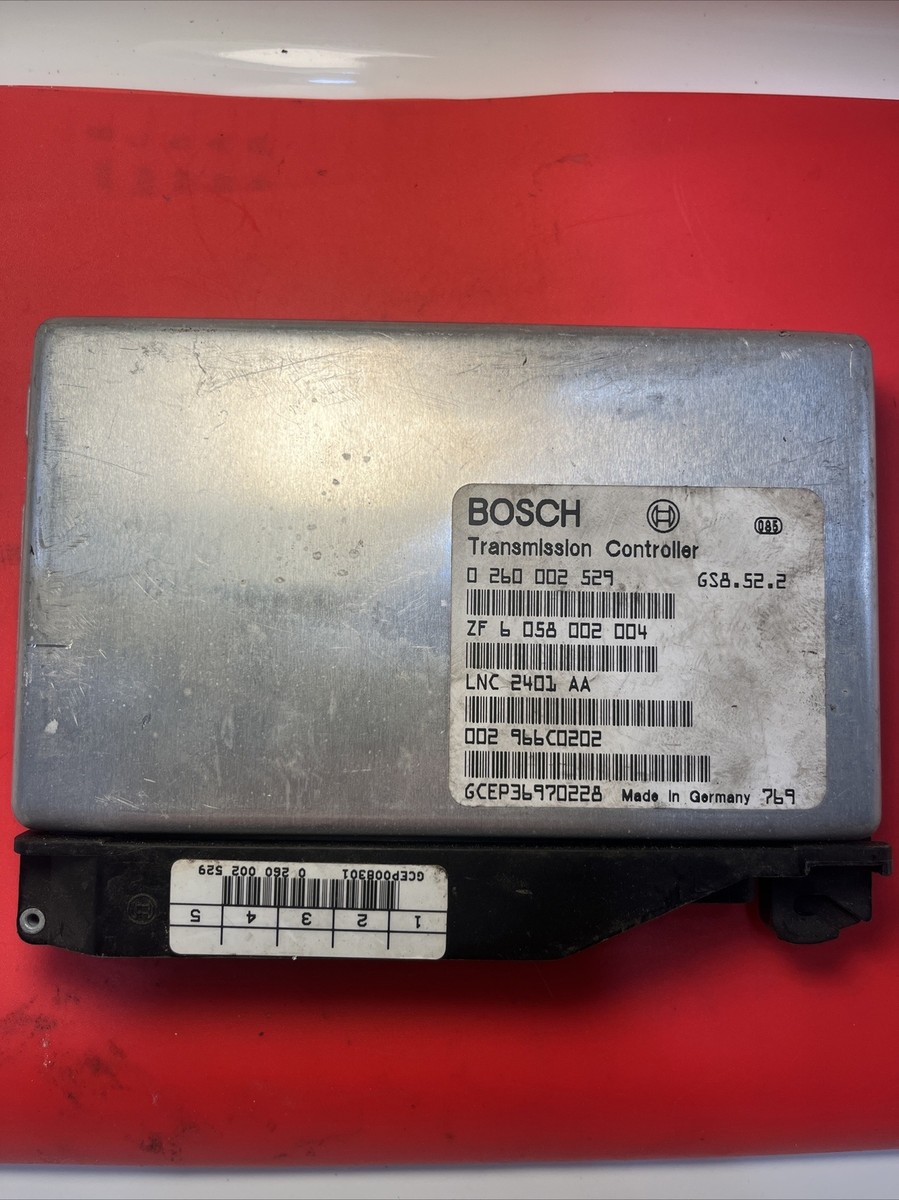 BOSCH
085
Transmission Controller
0 260 002 529 GS8.52.2
ZF 6 058 002 004
LNC 2401 AA
002 966C0202
GCEP36970228 Made in Germany 769
1 2 3 4 5
GCEP008301 0 260 002 529